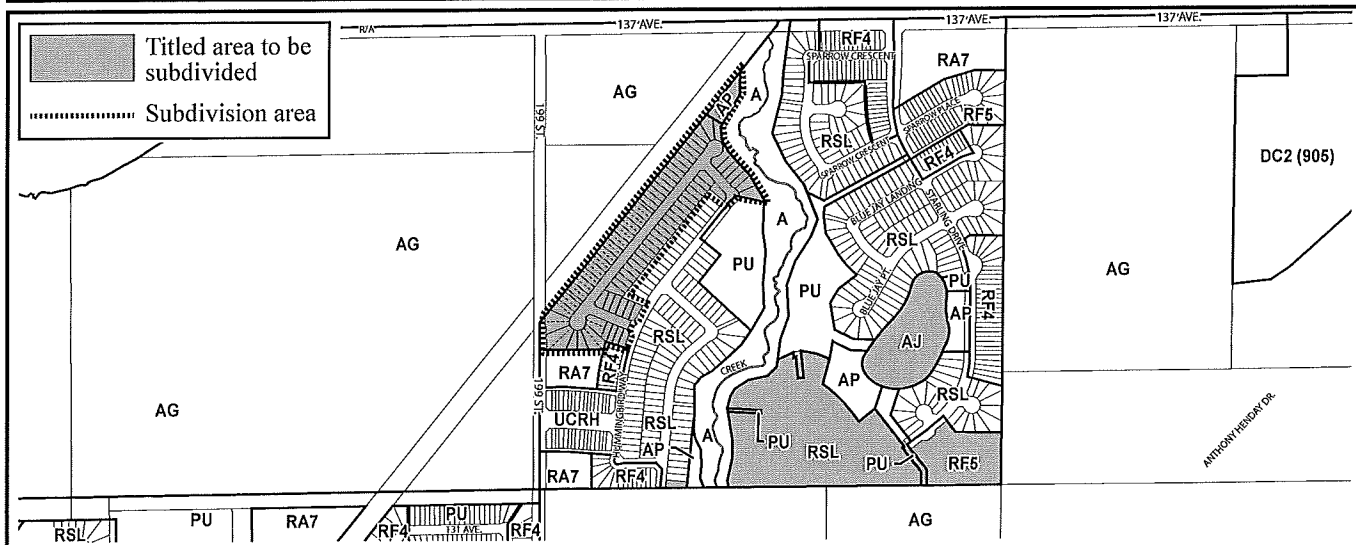 Titled area to be
subdivided
Subdivision area
R/A
137 AVE.
137 AVE.
137 AVE.
RF4
SPARROW CRESCENT
RA7
AG
AP
A
199 ST.
SPARROW PLACE
RF5
RSL
SPARROW CRESCENT
RF4
DC2 (905)
BLUE JAY LANDING
STARLING DRIVE
A
AG
RSL
AG
PU
PU
BLUE JAY PT.
PU
RF4
AP
RSL
AJ
RA7
RF4
CREEK
AP
199 ST.
HUMMINGBIRD WAY
RSL
AG
UCRH
RSL
A
PU
ANTHONY HENDAY DR.
AP
RSL
PU
RF5
RA7
RF4
PU
RA7
RF4
PU
131 AVE.
RF4
AG
RSL